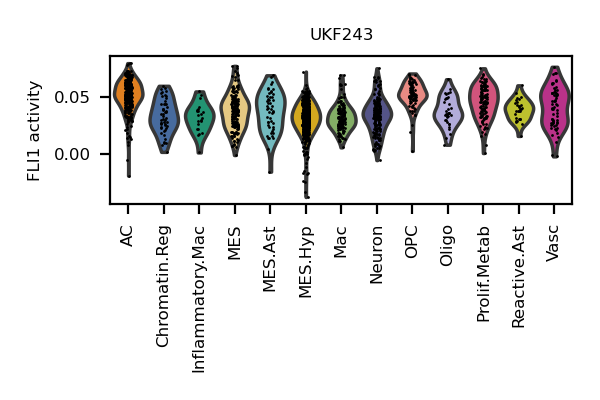 UKF243
FLI1 activity
0.05
0.00
AC
Chromatin.Reg
Inflammatory.Mac
MES
MES.Ast
MES.Hyp
Mac
Neuron
OPC
Oligo
Prolif.Metab
Reactive.Ast
Vasc